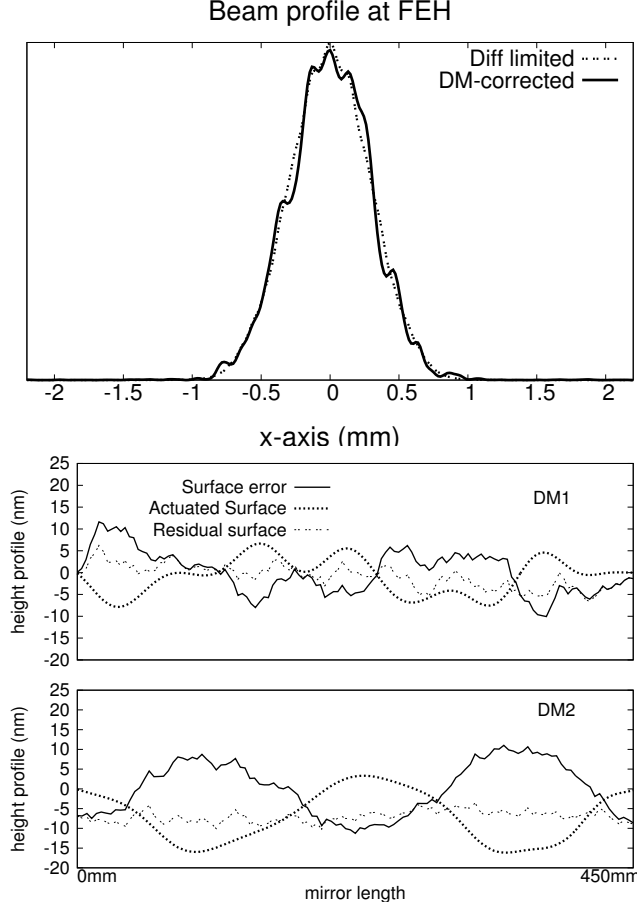 Beam profile at FEH
Diff limited
DM-corrected
-2 -1.5 -1 -0.5 0 0.5 1 1.5 2
x-axis (mm)
25
20
15
10
5
0
-5
-10
-15
-20
height profile (nm)
Surface error
Actuated Surface
Residual surface
DM1
25
20
15
10
5
0
-5
-10
-15
-20
height profile (nm)
DM2
0mm
450mm
mirror length